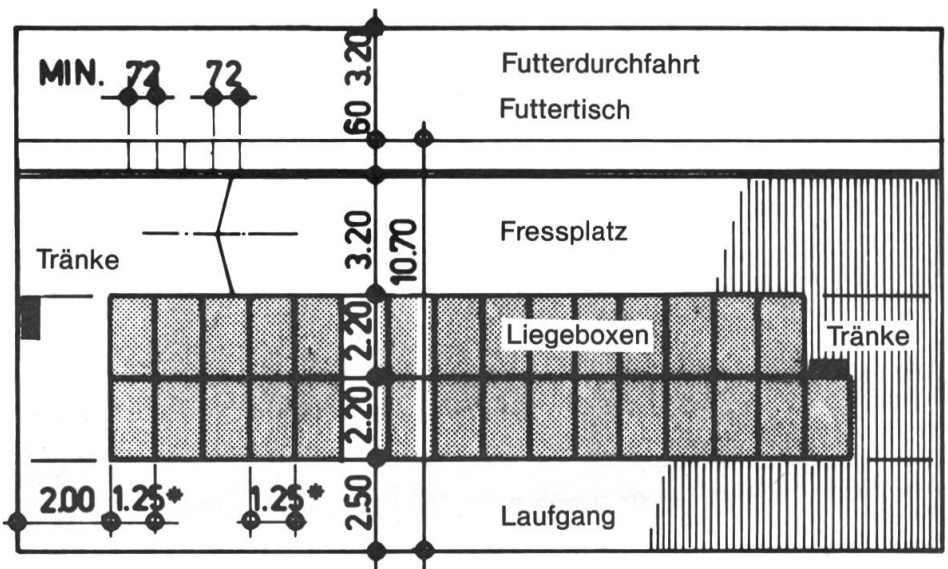 MIN. 72 72
3.20
Futterdurchfahrt
60
Futtertisch
3.20
10.70
Fressplatz
Tränke
2.20
Liegeboxen
Tränke
2.20
2.00 1.25* 1.25*
2.50
Laufgang